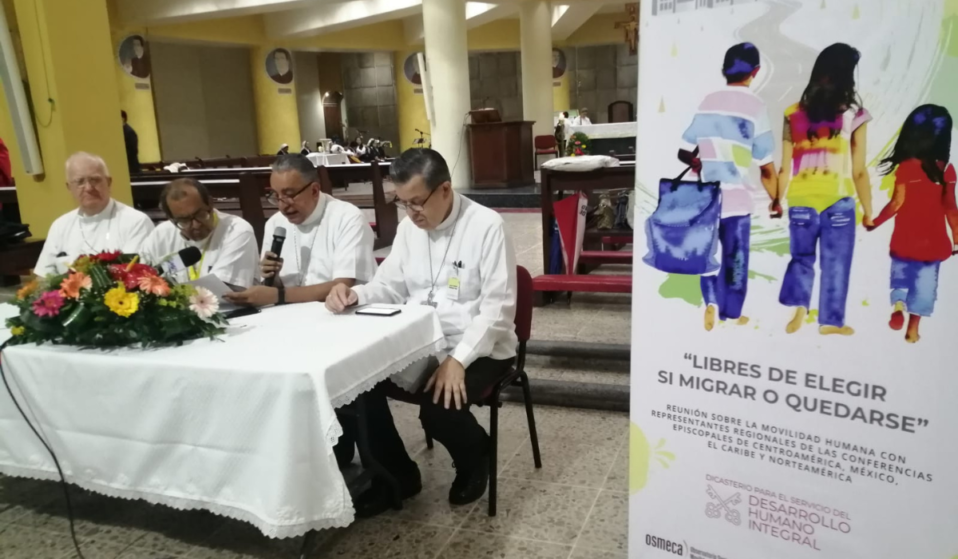 “LIBRES DE ELEGIR
SI MIGRAR O QUEDARSE”
REUNIÓN SOBRE LA MOVILIDAD HUMANA CON
REPRESENTANTES REGIONALES DE LAS CONFERENCIAS
EPISCOPALES DE CENTROAMÉRICA, MÉXICO,
EL CARIBE Y NORTEAMÉRICA
DICASTERIO PARA EL SERVICIO DEL
DESARROLLO
HUMANO
INTEGRAL
osmeca